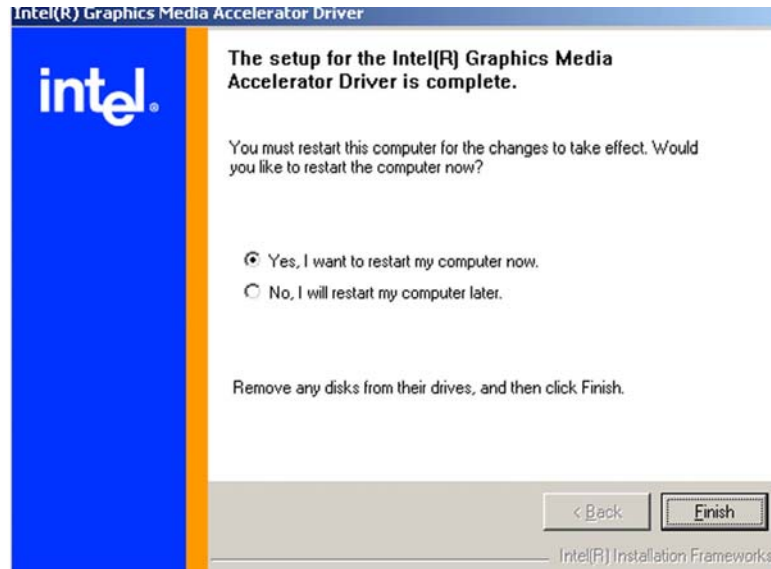 Intel(R) Graphics Media Accelerator Driver
intel®
The setup for the Intel(R) Graphics Media
Accelerator Driver is complete.
You must restart this computer for the changes to take effect. Would
you like to restart the computer now?
Yes, I want to restart my computer now.
No, I will restart my computer later.
Remove any disks from their drives, and then click Finish.
< Back
Finish
Intel(R) Installation Frameworks